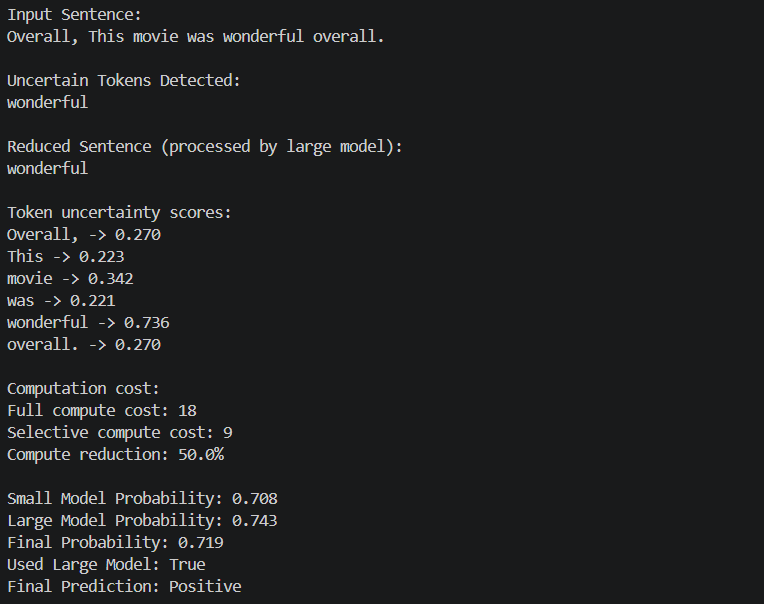 Input Sentence:
Overall, This movie was wonderful overall.
Uncertain Tokens Detected:
wonderful
Reduced Sentence (processed by large model):
wonderful
Token uncertainty scores:
Overall, -> 0.270
This -> 0.223
movie -> 0.342
was -> 0.221
wonderful -> 0.736
overall. -> 0.270
Computation cost:
Full compute cost: 18
Selective compute cost: 9
Compute reduction: 50.0%
Small Model Probability: 0.708
Large Model Probability: 0.743
Final Probability: 0.719
Used Large Model: True
Final Prediction: Positive